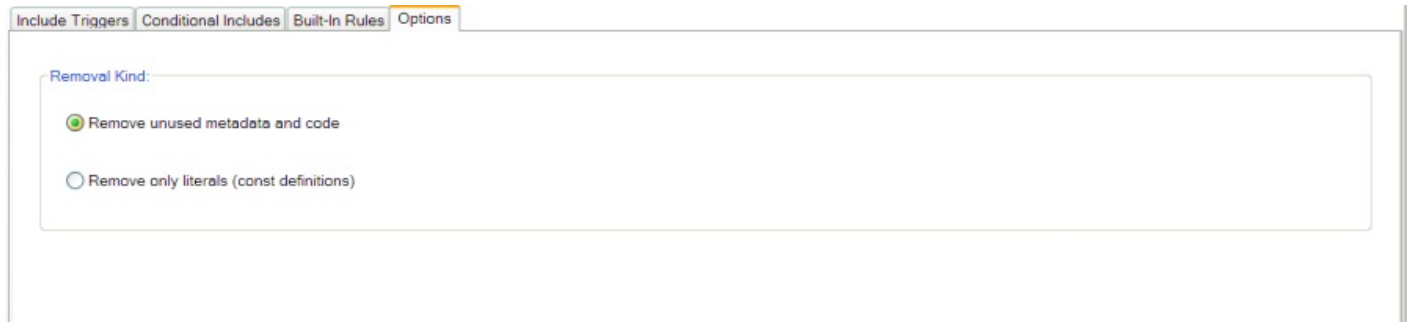 Include Triggers Conditional Includes Built-In Rules Options
Removal Kind:
Remove unused metadata and code
Remove only literals (const definitions)